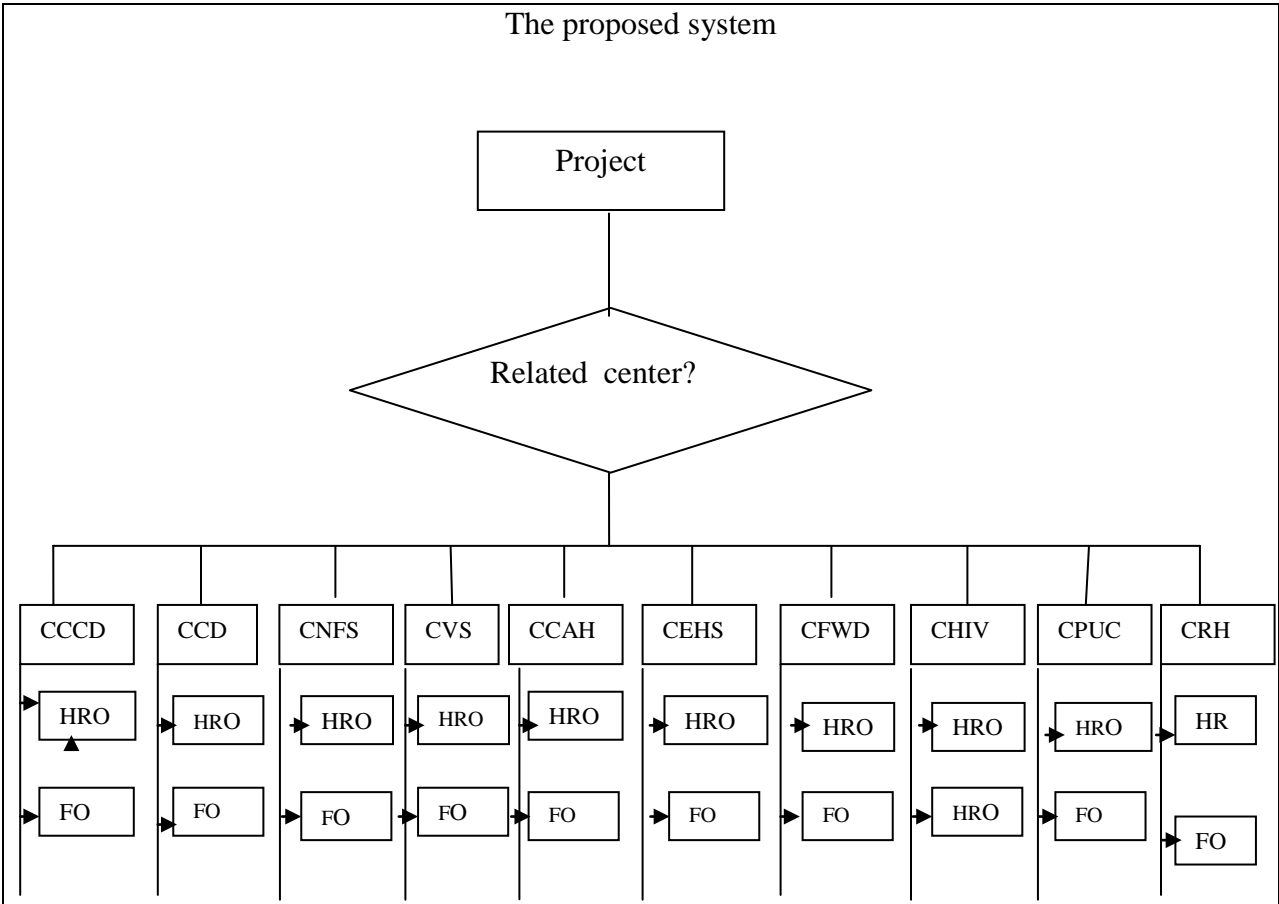 The proposed system
Project
Related center?
CCCD CCD CNFS CVS CCAH CEHS CFWD CHIV CPUC CRH
HRO HRO HRO HRO HRO HRO HRO HRO HRO HR
FO FO FO FO FO FO FO HRO FO FO